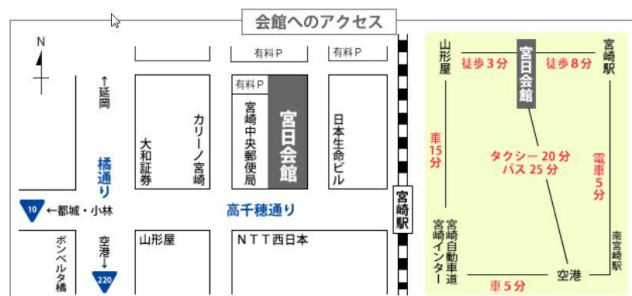 会館へのアクセス
N
←延岡
橘通り
10
←都城・小林
空港→
220
ボンベルタ橘
有料P
有料P
有料P
大和証券
カリーノ宮崎
宮崎中央郵便局
宮日会館
日本生命ビル
高千穂通り
山形屋
NTT西日本
宮崎駅
山形屋
徒歩3分
宮日会館
徒歩8分
宮崎駅
車15分
タクシー20分
バス25分
電車5分
宮崎自動車道
宮崎インター
車5分
空港
南宮崎駅